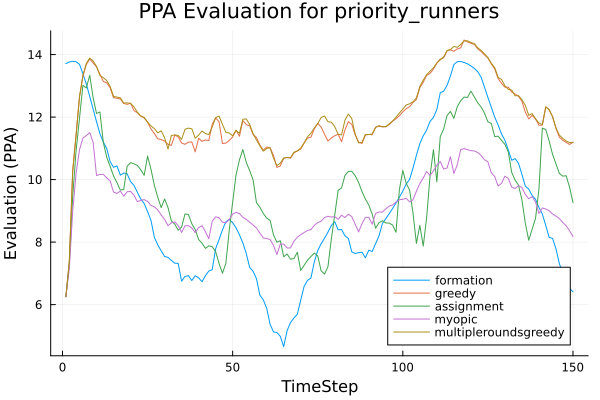 PPA Evaluation for priority_runners
Evaluation (PPA)
14
12
10
8
6
0
50
100
150
TimeStep
formation
greedy
assignment
myopic
multipleroundsgreedy